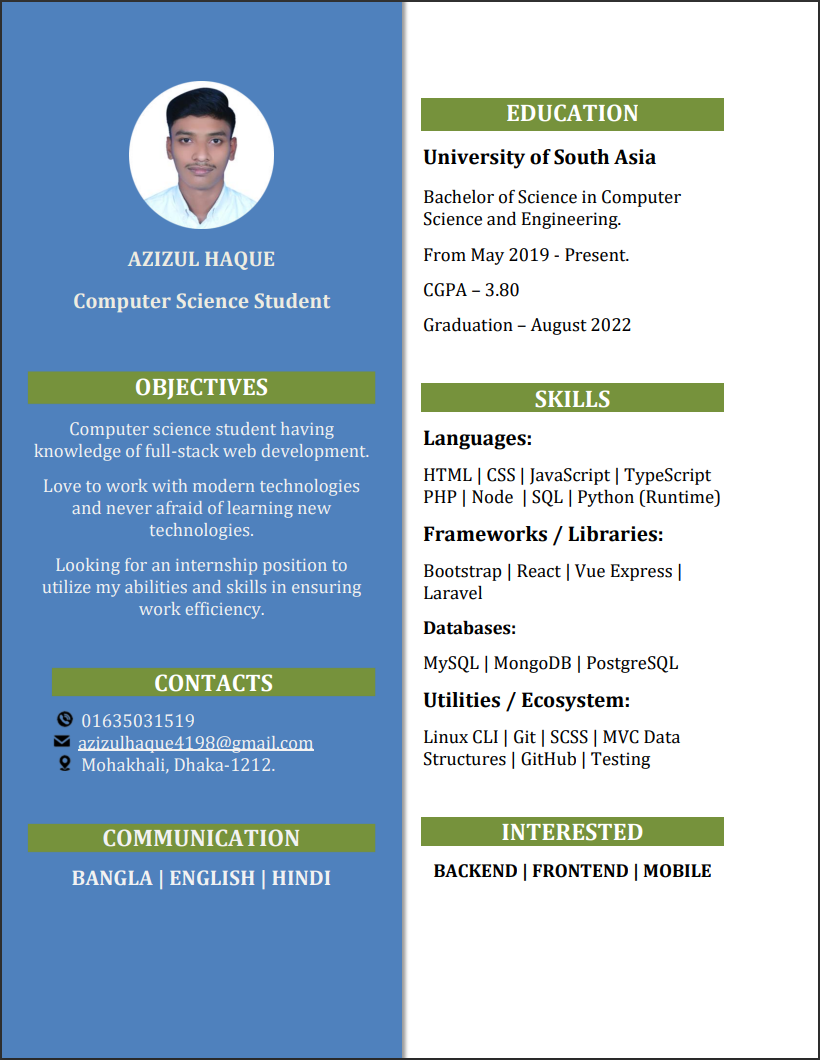 AZIZUL HAQUE
Computer Science Student
OBJECTIVES
Computer science student having
knowledge of full-stack web development.
Love to work with modern technologies
and never afraid of learning new
technologies.
Looking for an internship position to
utilize my abilities and skills in ensuring
work efficiency.
CONTACTS
01635031519
azizulhaque4198@gmail.com
Mohakhali, Dhaka-1212.
COMMUNICATION
BANGLA | ENGLISH | HINDI
EDUCATION
University of South Asia
Bachelor of Science in Computer
Science and Engineering.
From May 2019 - Present.
CGPA – 3.80
Graduation – August 2022
SKILLS
Languages:
HTML | CSS | JavaScript | TypeScript
PHP | Node | SQL | Python (Runtime)
Frameworks / Libraries:
Bootstrap | React | Vue Express |
Laravel
Databases:
MySQL | MongoDB | PostgreSQL
Utilities / Ecosystem:
Linux CLI | Git | SCSS | MVC Data
Structures | GitHub | Testing
INTERESTED
BACKEND | FRONTEND | MOBILE